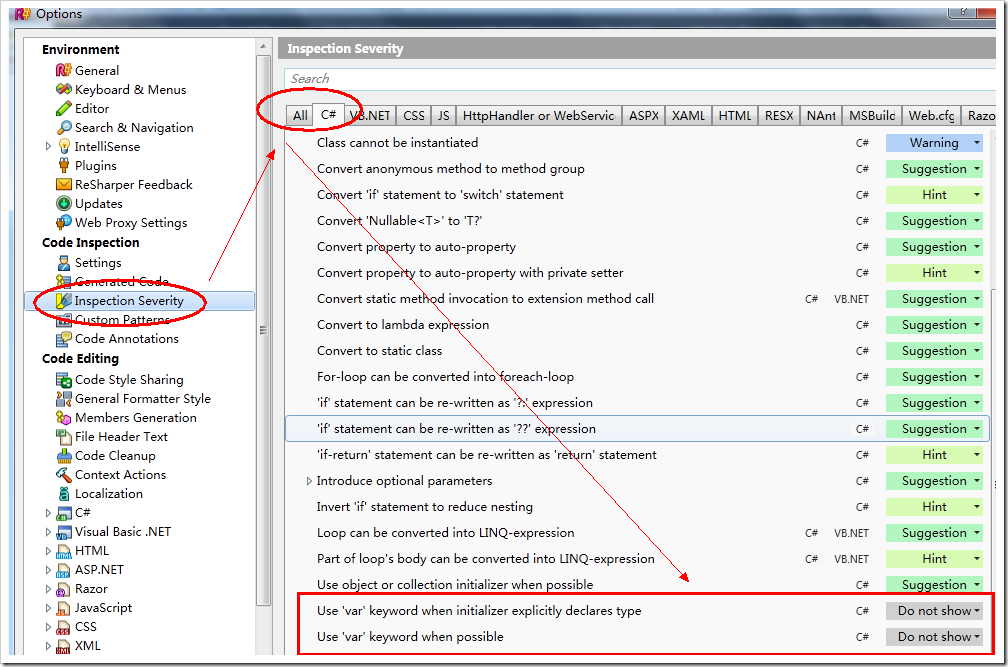 R# Options
Environment
R# General
Keyboard & Menus
Editor
Search & Navigation
IntelliSense
Plugins
ReSharper Feedback
Updates
Web Proxy Settings
Code Inspection
Settings
Generated Code
Inspection Severity
Custom Patterns
Code Annotations
Code Editing
Code Style Sharing
General Formatter Style
Members Generation
File Header Text
Code Cleanup
Context Actions
Localization
C#
Visual Basic .NET
HTML
ASP.NET
Razor
JavaScript
CSS
XML
Inspection Severity
Search
All C# VB.NET CSS JS HttpHandler or WebServic ASPX XAML HTML RESX NAnt MSBuild Web.cfg Razo
Class cannot be instantiated C# Warning
Convert anonymous method to method group C# Suggestion
Convert 'if' statement to 'switch' statement C# Hint
Convert 'Nullable<T>' to 'T?' C# Suggestion
Convert property to auto-property C# Suggestion
Convert property to auto-property with private setter C# Hint
Convert static method invocation to extension method call C# VB.NET Suggestion
Convert to lambda expression C# Suggestion
Convert to static class C# Suggestion
For-loop can be converted into foreach-loop C# Suggestion
'if' statement can be re-written as '?:' expression C# Suggestion
'if' statement can be re-written as '??' expression C# Suggestion
'if-return' statement can be re-written as 'return' statement C# Hint
Introduce optional parameters C# Suggestion
Invert 'if' statement to reduce nesting C# Hint
Loop can be converted into LINQ-expression C# VB.NET Suggestion
Part of loop's body can be converted into LINQ-expression C# VB.NET Hint
Use object or collection initializer when possible C# Suggestion
Use 'var' keyword when initializer explicitly declares type C# Do not show
Use 'var' keyword when possible C# Do not show